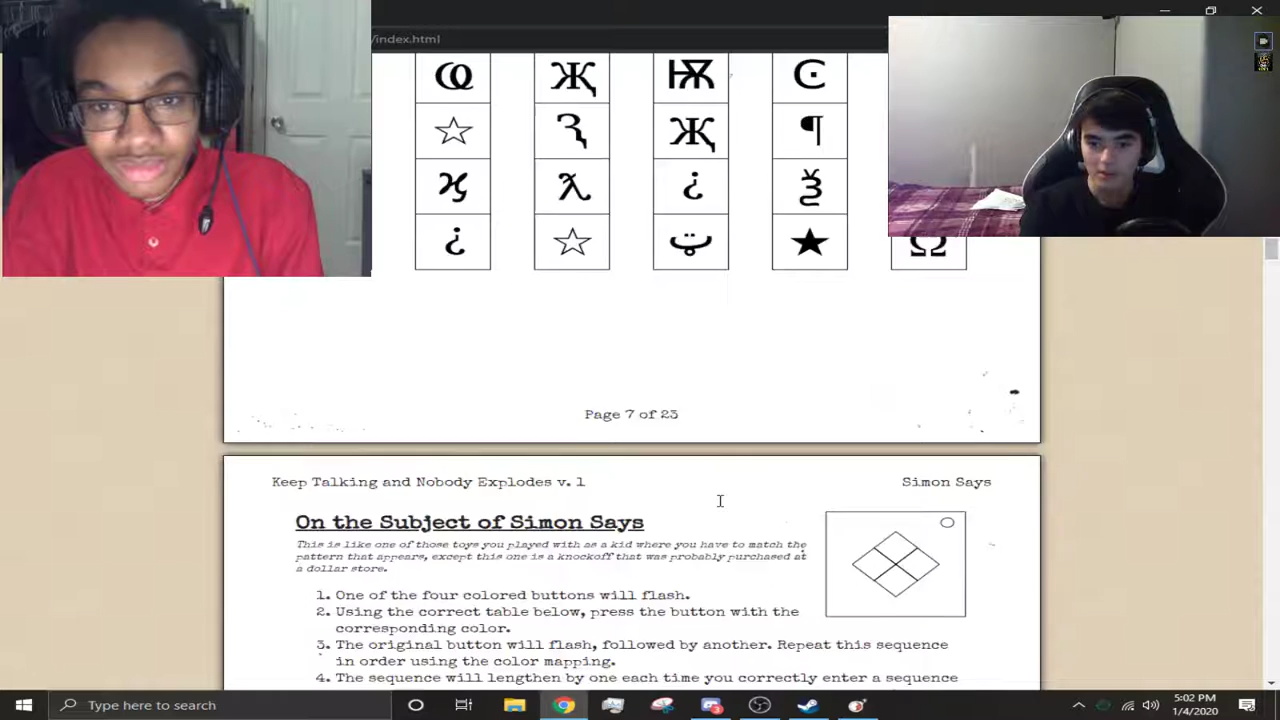 /index.html
Ҩ Җ Ѭ Ͼ
☆ Ԇ Җ ¶
ϗ ƛ ¿ Ѯ
¿ ☆ ټ ★ Ω
Page 7 of 23
Keep Talking and Nobody Explodes v. 1
Simon Says
On the Subject of Simon Says
This is like one of those toys you played with as a kid where you have to match the
pattern that appears, except this one is a knockoff that was probably purchased at
a dollar store.
1. One of the four colored buttons will flash.
2. Using the correct table below, press the button with the
corresponding color.
3. The original button will flash, followed by another. Repeat this sequence
in order using the color mapping.
4. The sequence will lengthen by one each time you correctly enter a sequence
Type here to search
3
5:02 PM
1/4/2020